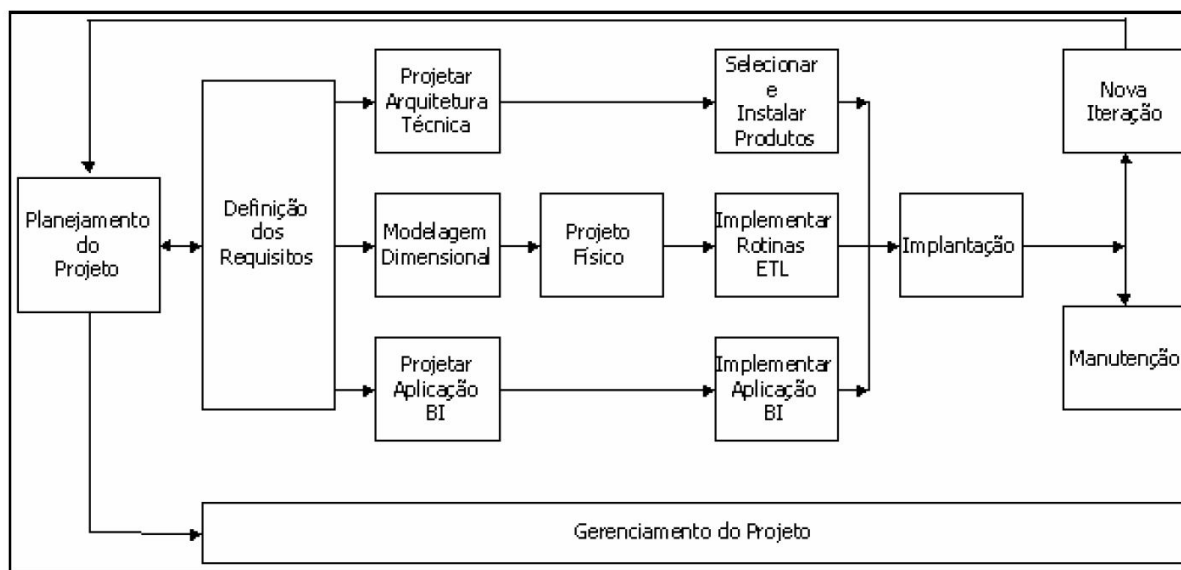 Projetar
Arquitetura
Técnica
Selecionar
e
Instalar
Produtos
Nova
Iteração
Planejamento
do
Projeto
Definição
dos
Requisitos
Modelagem
Dimensional
Projeto
Físico
Implementar
Rotinas
ETL
Implantação
Projetar
Aplicação
BI
Implementar
Aplicação
BI
Manutenção
Gerenciamento do Projeto